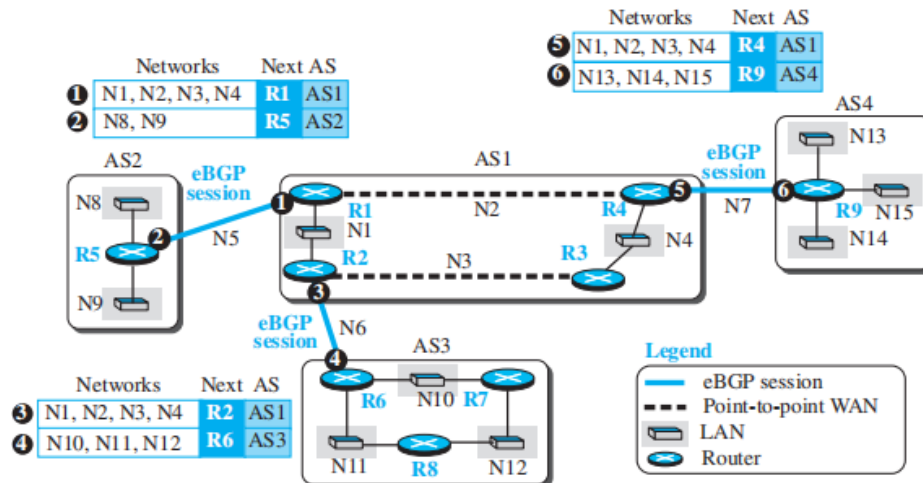 Networks Next AS
1 N1, N2, N3, N4 R1 AS1
2 N8, N9 R5 AS2
Networks Next AS
5 N1, N2, N3, N4 R4 AS1
6 N13, N14, N15 R9 AS4
AS2
eBGP
session
N8
R5
2
N5
N9
AS1
1
R1
N2
R4
5
N1
R2
N3
R3
N4
3
eBGP
session
N7
AS4
N13
6
R9
N15
N14
eBGP
session
N6
4
AS3
R6
N10
R7
N11
R8
N12
Networks Next AS
3 N1, N2, N3, N4 R2 AS1
4 N10, N11, N12 R6 AS3
Legend
eBGP session
Point-to-point WAN
LAN
Router